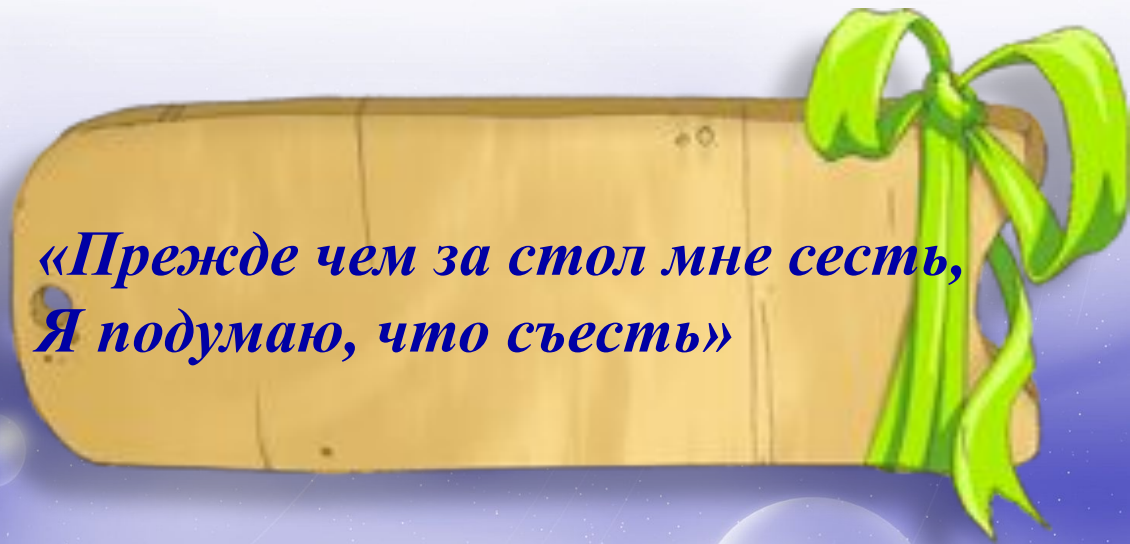 «Прежде чем за стол мне сесть,
Я подумаю, что съесть»